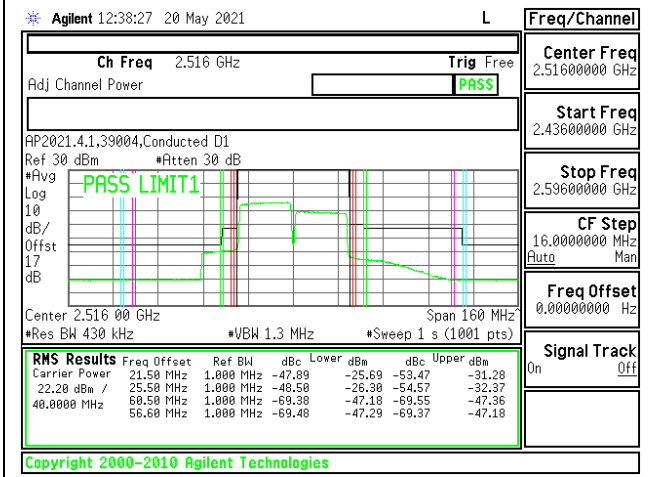 Agilent 12:38:27 20 May 2021 L Freq/Channel
Ch Freq 2.516 GHz Trig Free
Adj Channel Power PASS
Center Freq
2.51600000 GHz
Start Freq
2.43600000 GHz
Stop Freq
2.59600000 GHz
CF Step
16.0000000 MHz
Auto Man
Freq Offset
0.00000000 Hz
Signal Track
On Off
AP2021.4.1,39004,Conducted D1
Ref 30 dBm #Atten 30 dB
#Avg
Log
10
dB/
Offst
17
dB
PASS LIMIT1
Center 2.516 00 GHz Span 160 MHz^
#Res BW 430 kHz #VBW 1.3 MHz #Sweep 1 s (1001 pts)
RMS Results Freq Offset Ref BW dBc Lower dBm dBc Upper dBm
Carrier Power 21.50 MHz 1.000 MHz -47.89 -25.69 -53.47 -31.28
22.20 dBm / 25.50 MHz 1.000 MHz -48.50 -26.30 -54.57 -32.37
40.0000 MHz 60.50 MHz 1.000 MHz -69.38 -47.18 -69.55 -47.36
56.60 MHz 1.000 MHz -69.48 -47.29 -69.37 -47.18
Copyright 2000-2010 Agilent Technologies